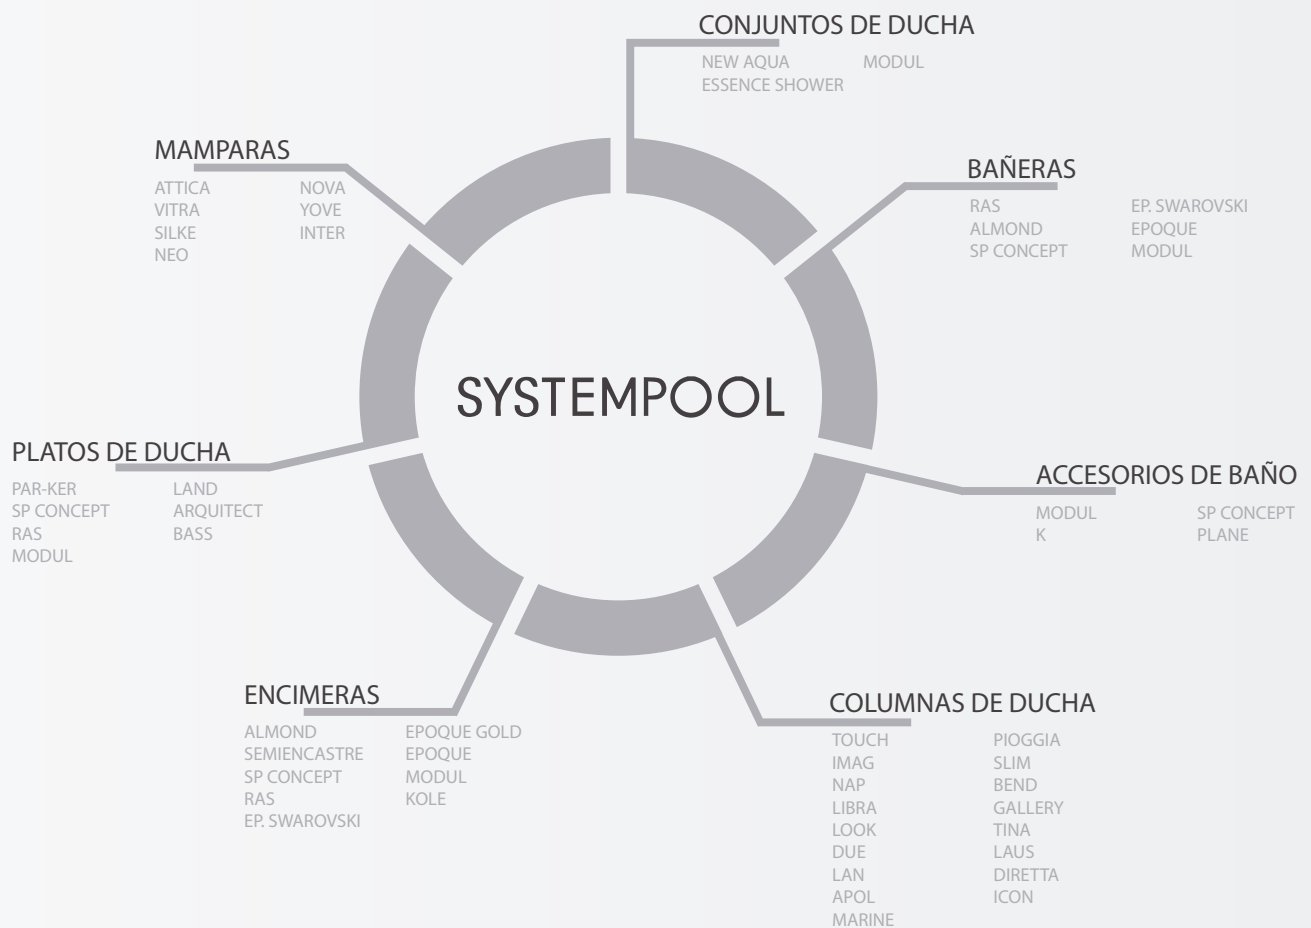 CONJUNTOS DE DUCHA
NEW AQUA MODUL
ESSENCE SHOWER
MAMPARAS
ATTICA NOVA
VITRA YOVE
SILKE INTER
NEO
BAÑERAS
RAS EP. SWAROVSKI
ALMOND EPOQUE
SP CONCEPT MODUL
SYSTEMPOOL
PLATOS DE DUCHA
PAR-KER LAND
SP CONCEPT ARQUITECT
RAS BASS
MODUL
ACCESORIOS DE BAÑO
MODUL SP CONCEPT
K PLANE
ENCIMERAS
ALMOND EPOQUE GOLD
SEMIENCASTRE EPOQUE
SP CONCEPT MODUL
RAS KOLE
EP. SWAROVSKI
COLUMNAS DE DUCHA
TOUCH PIOGGIA
IMAG SLIM
NAP BEND
LIBRA GALLERY
LOOK TINA
DUE LAUS
LAN DIRETTA
APOL ICON
MARINE